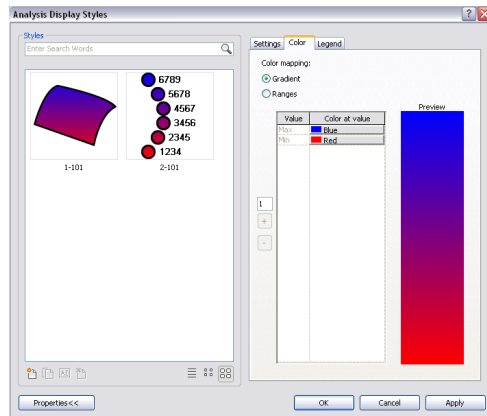 Analysis Display Styles
?
Styles
Enter Search Words
6789
5678
4567
3456
2345
1234
1-101
2-101
Settings Color Legend
Color mapping:
Gradient
Ranges
Preview
Value Color at value
Max Blue
Min Red
1
+
-
Properties<<
OK Cancel Apply